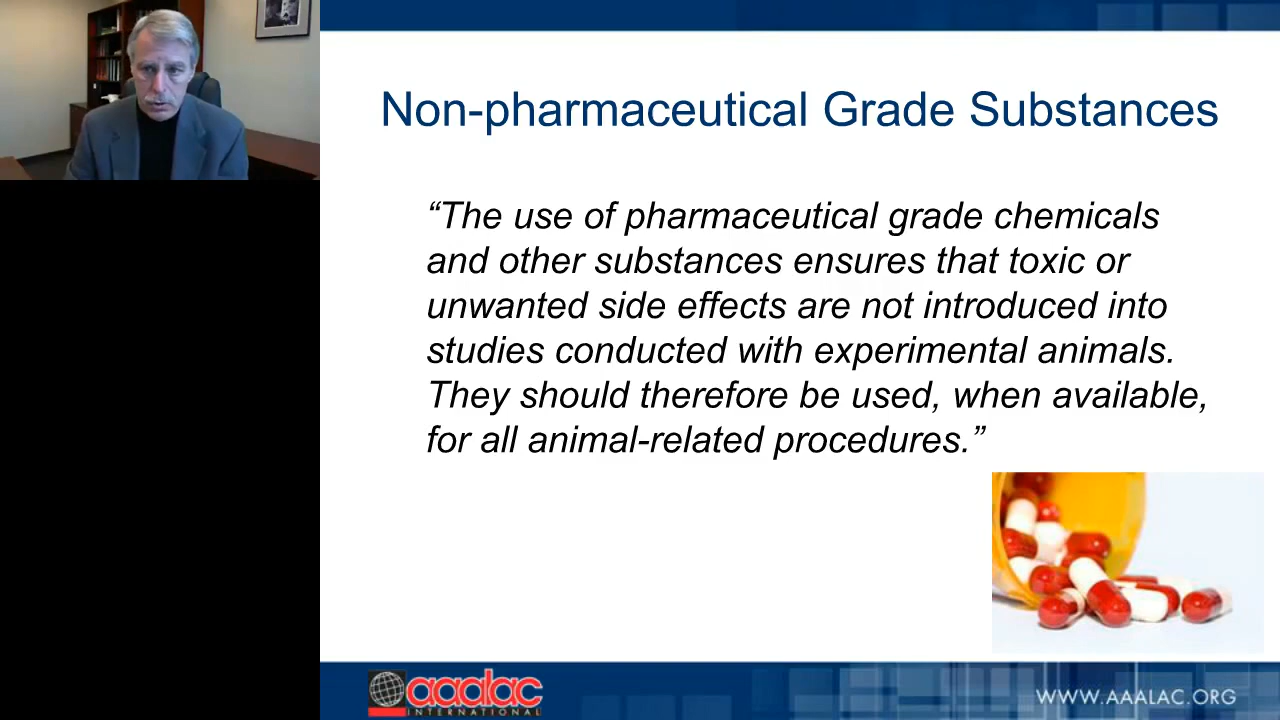 Non-pharmaceutical Grade Substances
“The use of pharmaceutical grade chemicals
and other substances ensures that toxic or
unwanted side effects are not introduced into
studies conducted with experimental animals.
They should therefore be used, when available,
for all animal-related procedures.”
aaalac
INTERNATIONAL
WWW.AAALAC.ORG